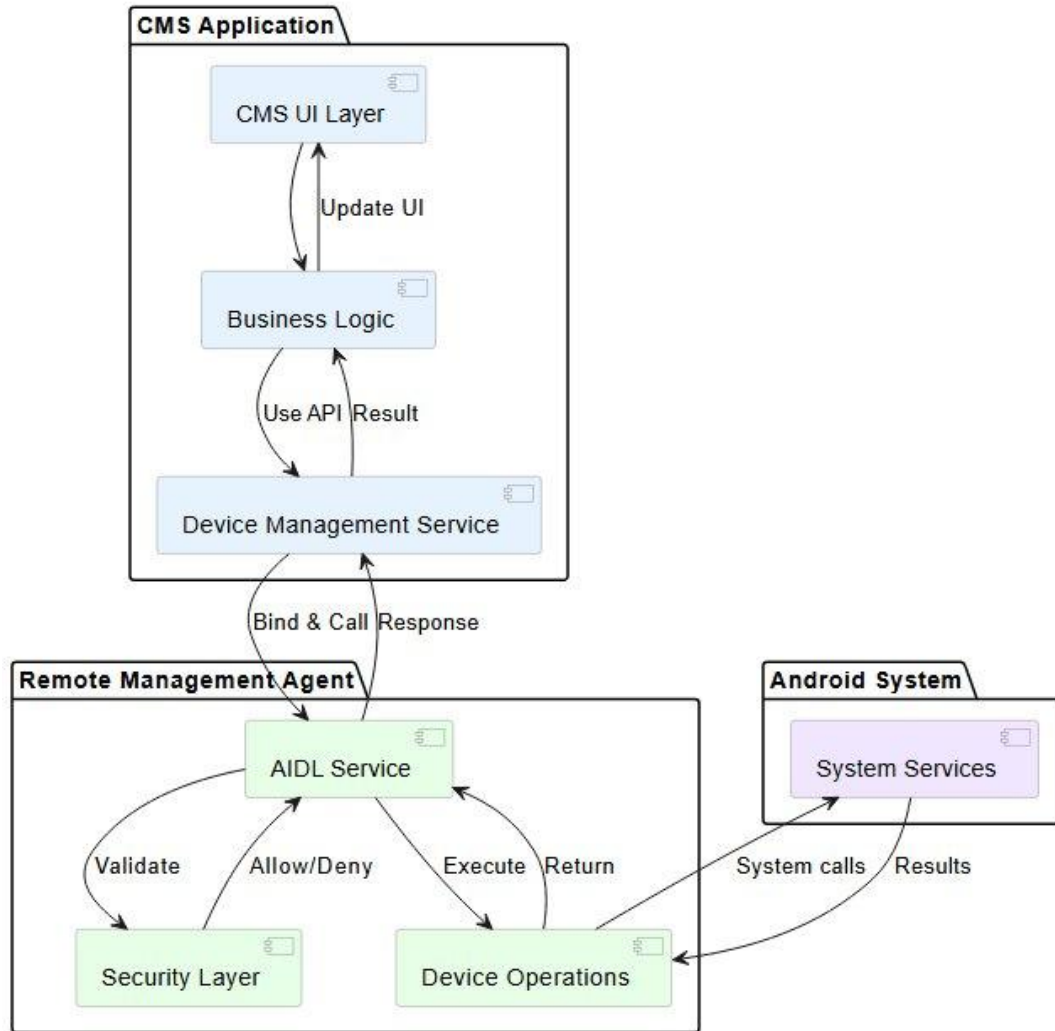 CMS Application
CMS UI Layer
Update UI
Business Logic
Use API
Result
Device Management Service
Bind & Call
Response
Remote Management Agent
Android System
AIDL Service
System Services
Validate
Allow/Deny
Execute
Return
System calls
Results
Security Layer
Device Operations